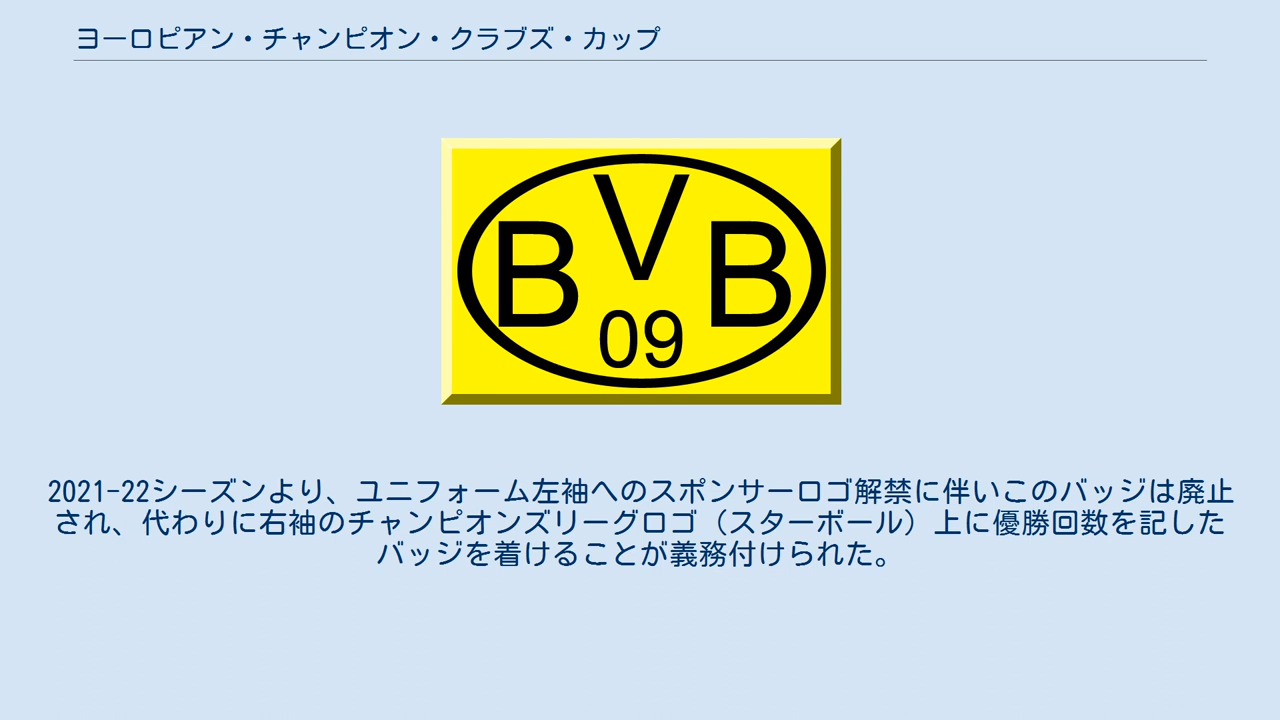 ヨーロピアン・チャンピオン・クラブズ・カップ
V
B B
09
2021-22シーズンより、ユニフォーム左袖へのスポンサーロゴ解禁に伴いこのバッジは廃止
され、代わりに右袖のチャンピオンズリーグロゴ（スターボール）上に優勝回数を記した
バッジを着けることが義務付けられた。